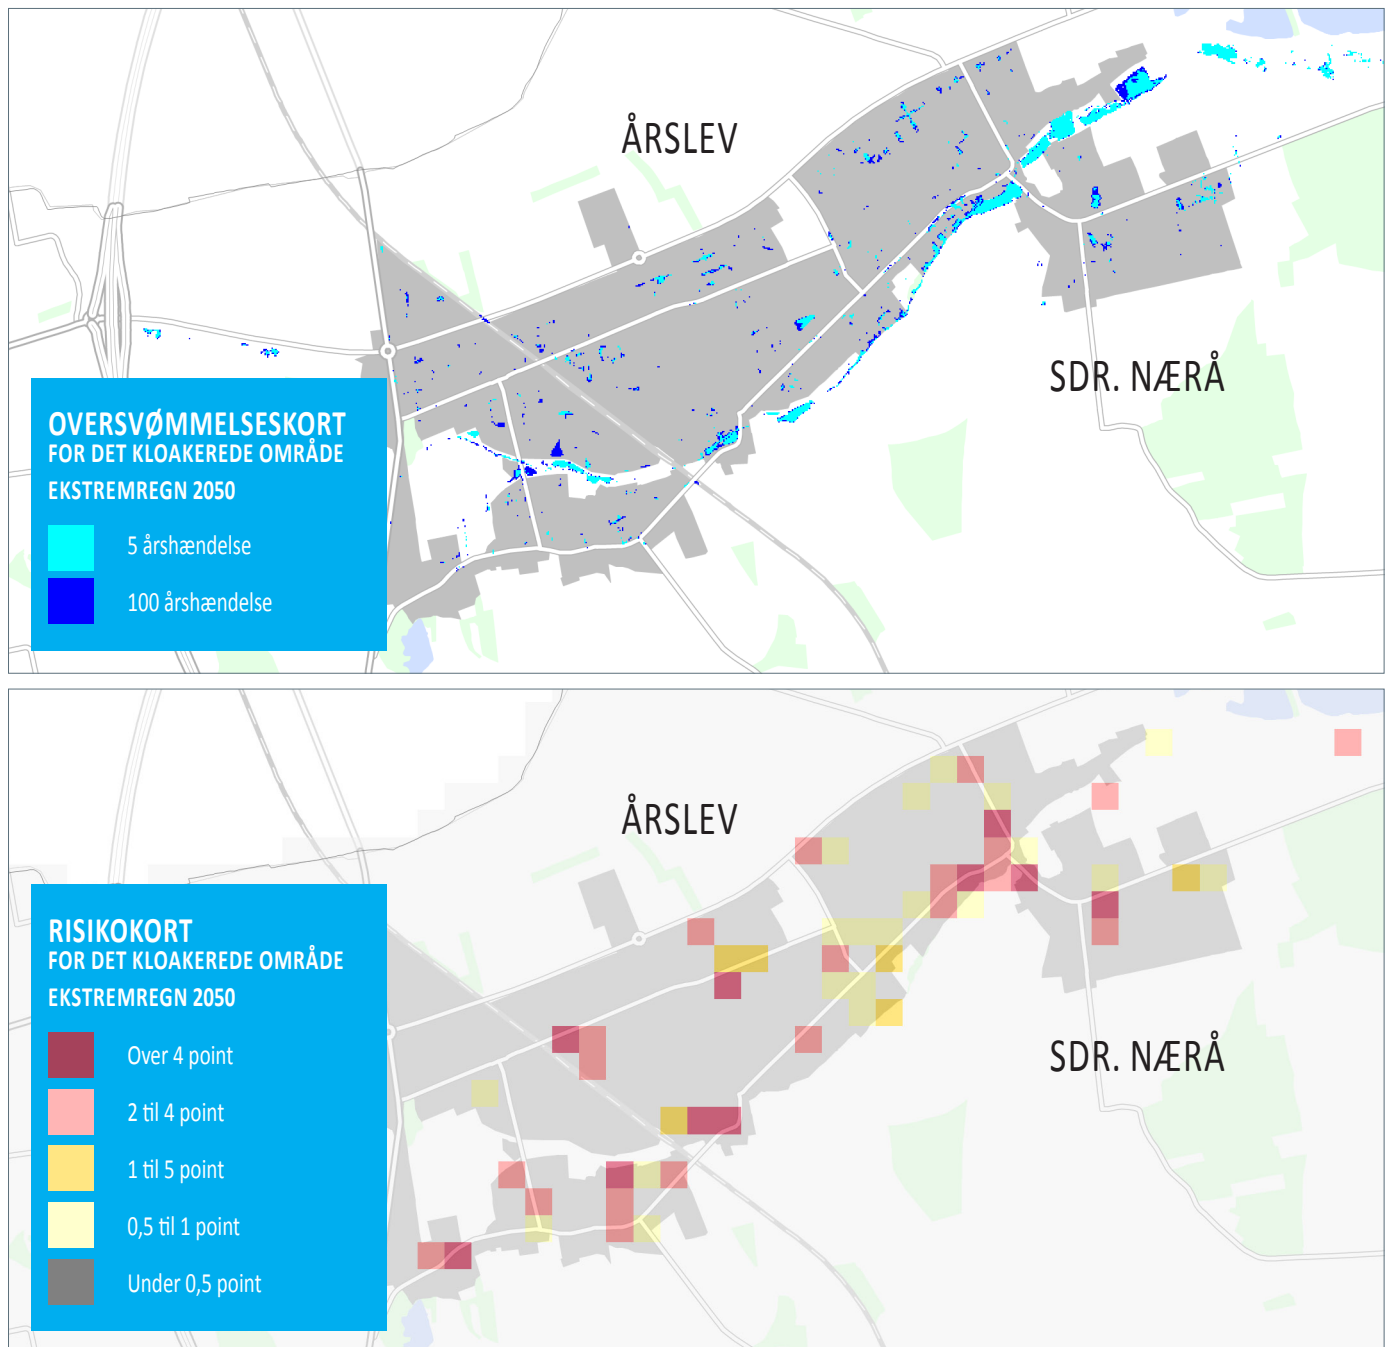 ÅRSLEV
SDR. NÆRÅ
OVERSVØMMELSESKORT
FOR DET KLOAKEREDE OMRÅDE
EKSTREMREGN 2050
5 årshændelse
100 årshændelse
ÅRSLEV
SDR. NÆRÅ
RISIKOKORT
FOR DET KLOAKEREDE OMRÅDE
EKSTREMREGN 2050
Over 4 point
2 til 4 point
1 til 5 point
0,5 til 1 point
Under 0,5 point